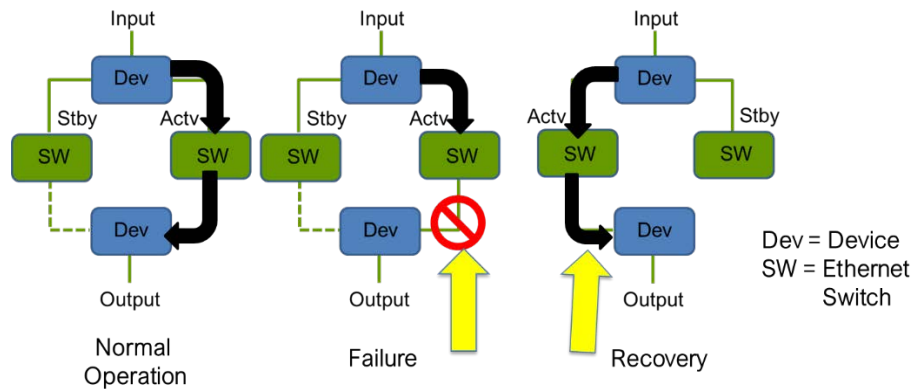 Input
Dev
Stby
Actv
SW
SW
Dev
Output
Normal
Operation
Input
Dev
Stby
Actv
SW
SW
Dev
Output
Failure
Input
Dev
Actv
Stby
SW
SW
Dev
Output
Recovery
Dev = Device
SW = Ethernet
Switch